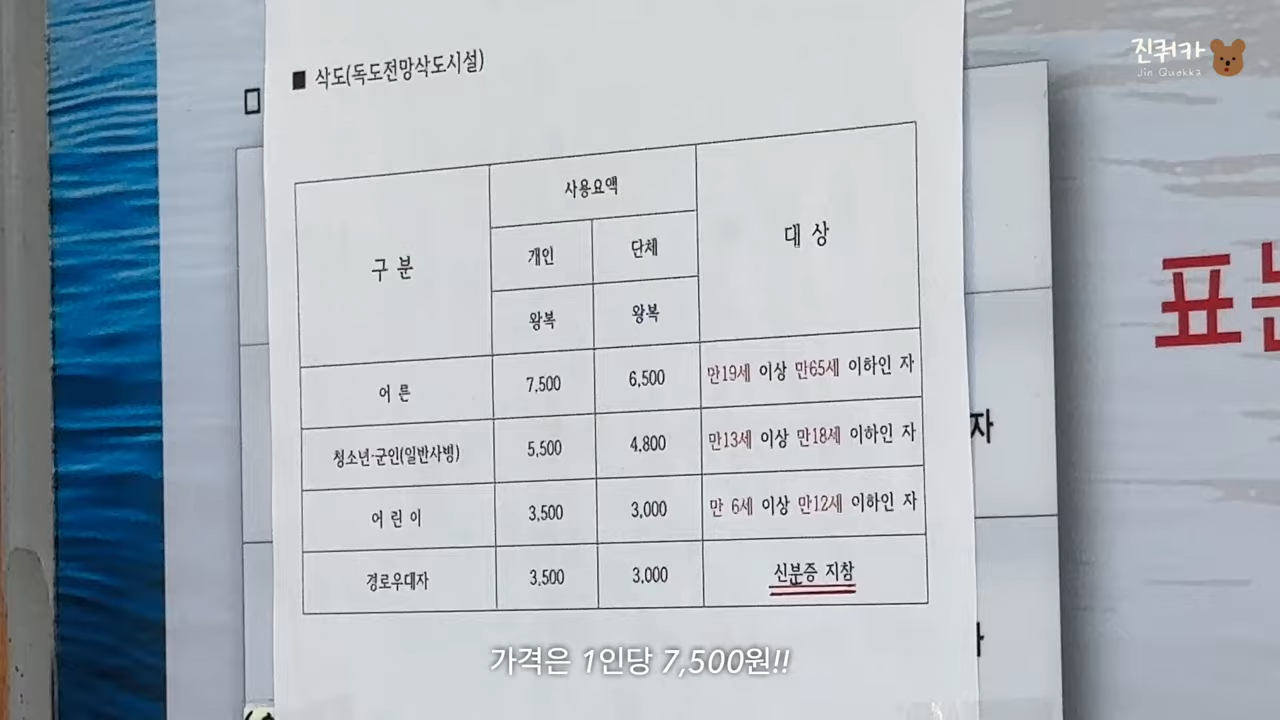 진쿼카
Jin Quokka
■ 삭도(독도전망삭도시설)
구 분
사용요액
대 상
개인
단체
왕복
왕복
어 른
7,500
6,500
만19세 이상 만65세 이하인 자
청소년·군인(일반사병)
5,500
4,800
만13세 이상 만18세 이하인 자
어 린 이
3,500
3,000
만 6세 이상 만12세 이하인 자
경로우대자
3,500
3,000
신분증 지참
표
자
가격은 1인당 7,500원!!